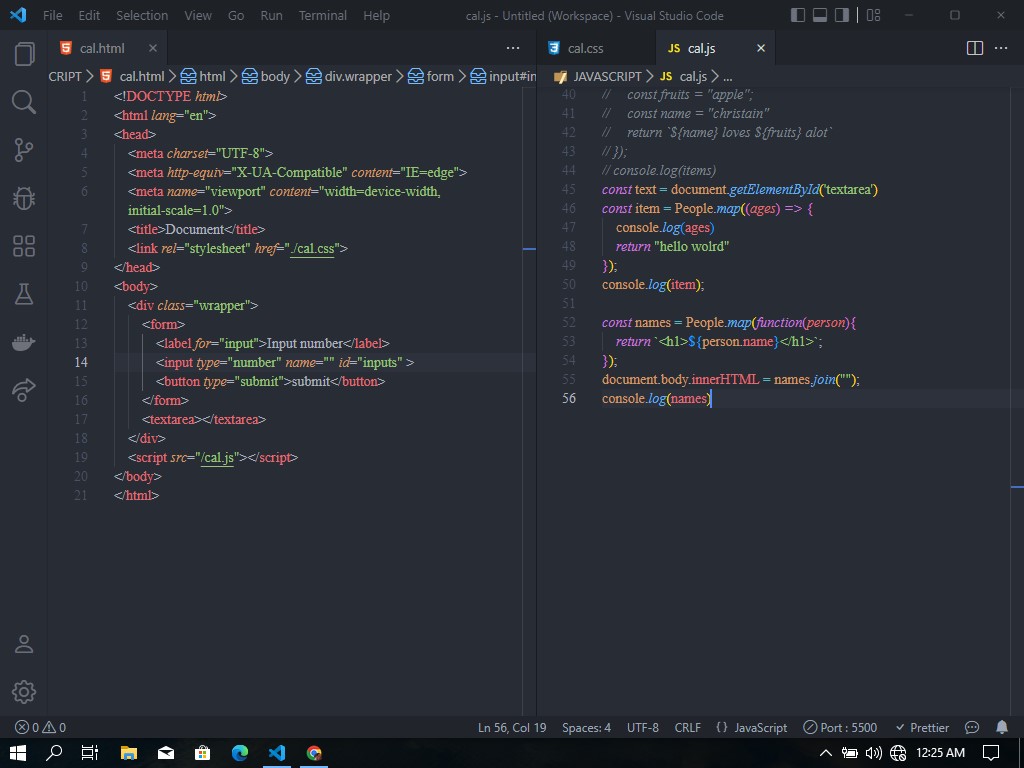 File Edit Selection View Go Run Terminal Help cal.js - Untitled (Workspace) - Visual Studio Code
cal.html
CRIPT > cal.html > html > body > div.wrapper > form > input#in
1 <!DOCTYPE html>
2 <html lang="en">
3 <head>
4 <meta charset="UTF-8">
5 <meta http-equiv="X-UA-Compatible" content="IE=edge">
6 <meta name="viewport" content="width=device-width,
initial-scale=1.0">
7 <title>Document</title>
8 <link rel="stylesheet" href="./cal.css">
9 </head>
10 <body>
11 <div class="wrapper">
12 <form>
13 <label for="input">Input number</label>
14 <input type="number" name="" id="inputs" >
15 <button type="submit">submit</button>
16 </form>
17 <textarea></textarea>
18 </div>
19 <script src="/cal.js"></script>
20 </body>
21 </html>
cal.css JS cal.js
JAVASCRIPT > JS cal.js > ...
40 // const fruits = "apple";
41 // const name = "christain"
42 // return `${name} loves ${fruits} alot`
43 // });
44 // console.log(items)
45 const text = document.getElementById('textarea')
46 const item = People.map((ages) => {
47 console.log(ages)
48 return "hello wolrd"
49 });
50 console.log(item);
51
52 const names = People.map(function(person){
53 return `<h1>${person.name}</h1>`;
54 });
55 document.body.innerHTML = names.join("");
56 console.log(names)
0 0 Ln 56, Col 19 Spaces: 4 UTF-8 CRLF {} JavaScript Port : 5500 Prettier
12:25 AM